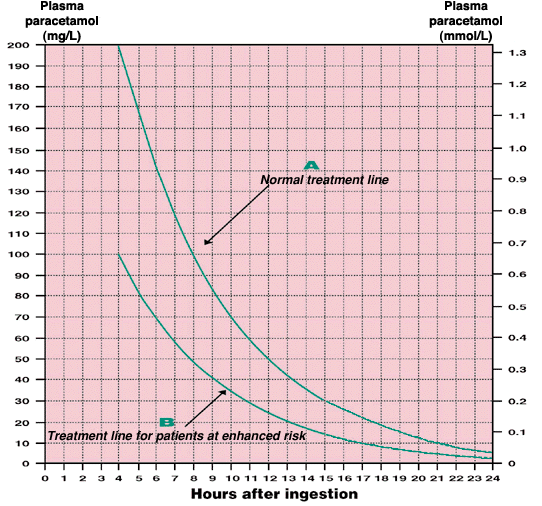 Plasma
paracetamol
(mg/L)
Plasma
paracetamol
(mmol/L)
200
190
180
170
160
150
140
130
120
110
100
90
80
70
60
50
40
30
20
10
0
1.3
1.2
1.1
1.0
0.9
0.8
0.7
0.6
0.5
0.4
0.3
0.2
0.1
0
A
Normal treatment line
B
Treatment line for patients at enhanced risk
0 1 2 3 4 5 6 7 8 9 10 11 12 13 14 15 16 17 18 19 20 21 22 23 24
Hours after ingestion